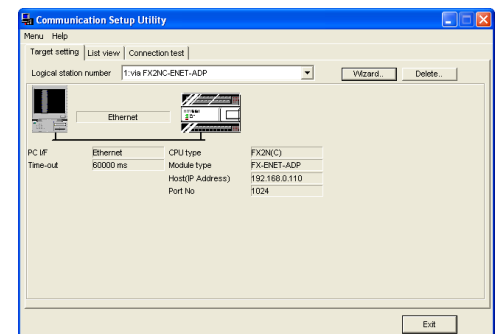 Communication Setup Utility
Menu Help
Target setting List view Connection test
Logical station number 1:via FX2NC-ENET-ADP Wizard.. Delete..
Ethernet
PC I/F Ethernet CPU type FX2N(C)
Time-out 60000 ms Module type FX-ENET-ADP
Host(IP Address) 192.168.0.110
Port No 1024
Exit